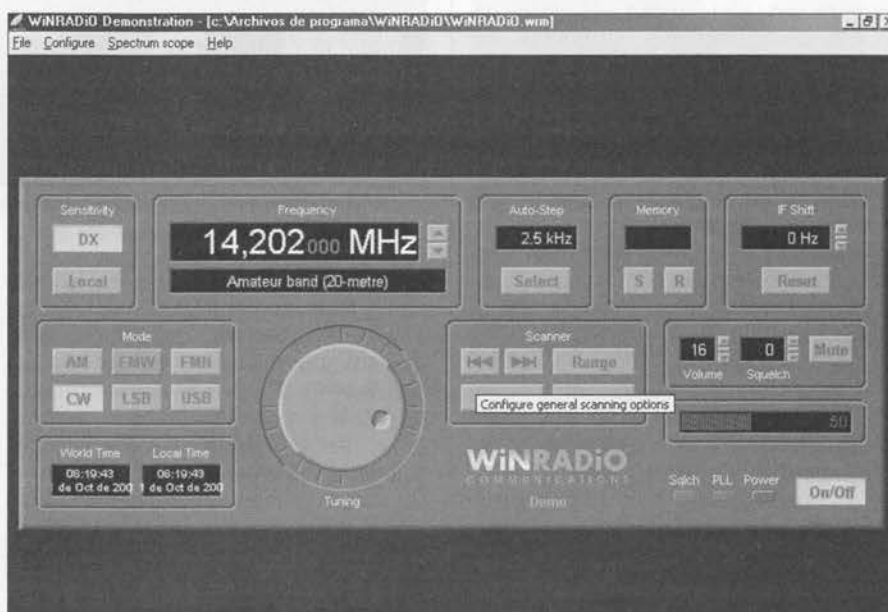 WiNRADiO Demonstration - [c:\Archivos de programa\WiNRADiO\WiNRADiO.wrm]
File Configure Spectrum scope Help
Sensitivity
DX
Local
Frequency
14,202000 MHz
Amateur band (20-metre)
Auto-Step
2.5 kHz
Select
Memory
S R
IF Shift
0 Hz
Reset
Mode
AM FMW FMN
CW LSB USB
Tuning
Scanner
Range
Configure general scanning options
16 0 Mute
Volume Squelch
50
World Time Local Time
06:19:43 06:19:43
de Oct de 200 1 de Oct de 200
WiNRADiO
COMMUNICATIONS
Demo
Sqlch PLL Power
On/Off